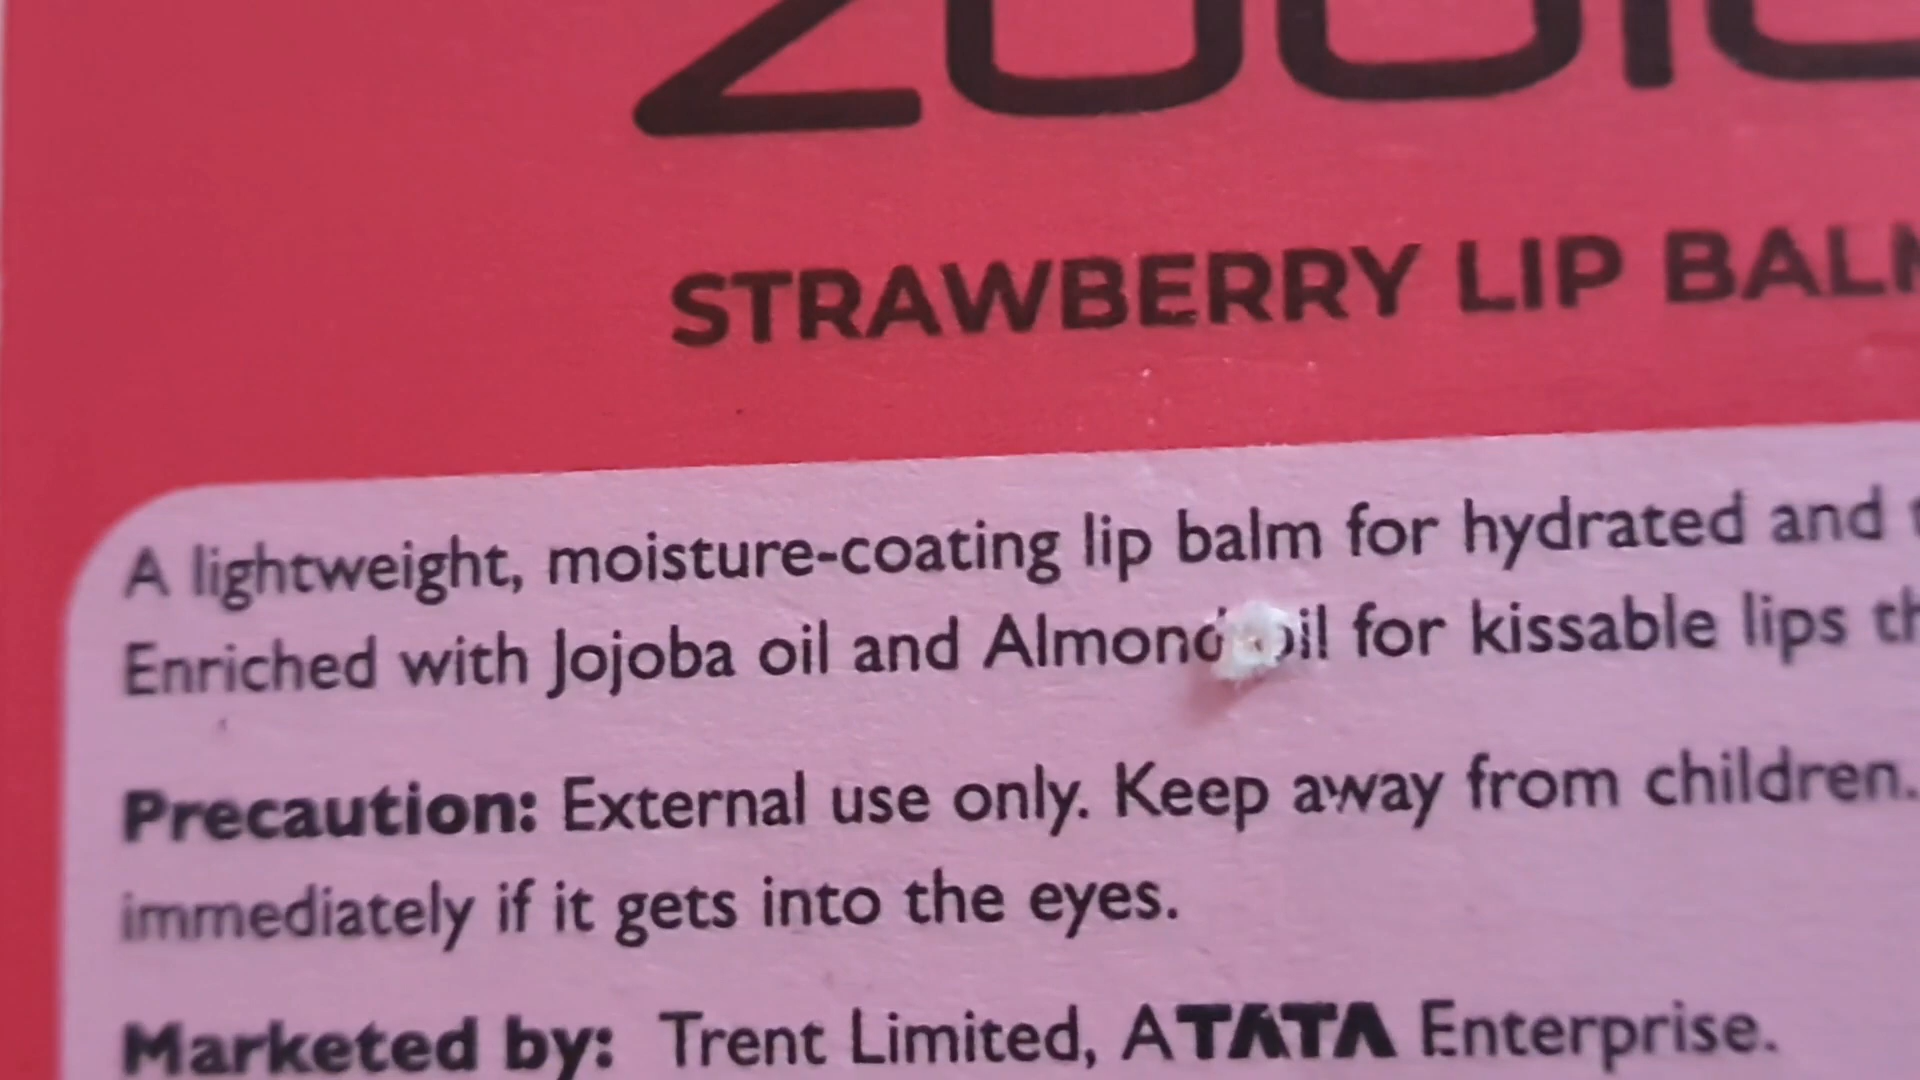 STRAWBERRY LIP BALM
A lightweight, moisture-coating lip balm for hydrated and
Enriched with Jojoba oil and Almond oil for kissable lips
Precaution: External use only. Keep away from children.
immediately if it gets into the eyes.
Marketed by: Trent Limited, A TATA Enterprise.